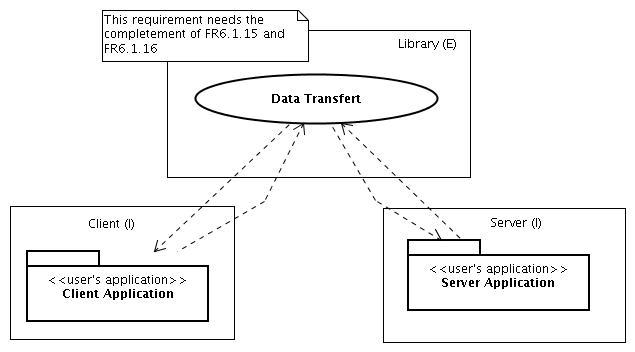 This requirement needs the
completement of FR6.1.15 and
FR6.1.16
Library (E)
Data Transfert
Client (I)
<<user's application>>
Client Application
Server (I)
<<user's application>>
Server Application